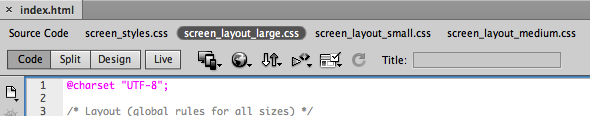 × index.html
Source Code screen_styles.css screen_layout_large.css screen_layout_small.css screen_layout_medium.css
Code Split Design Live Title:
1 @charset "UTF-8";
2
3 /* Layout (global rules for all sizes) */